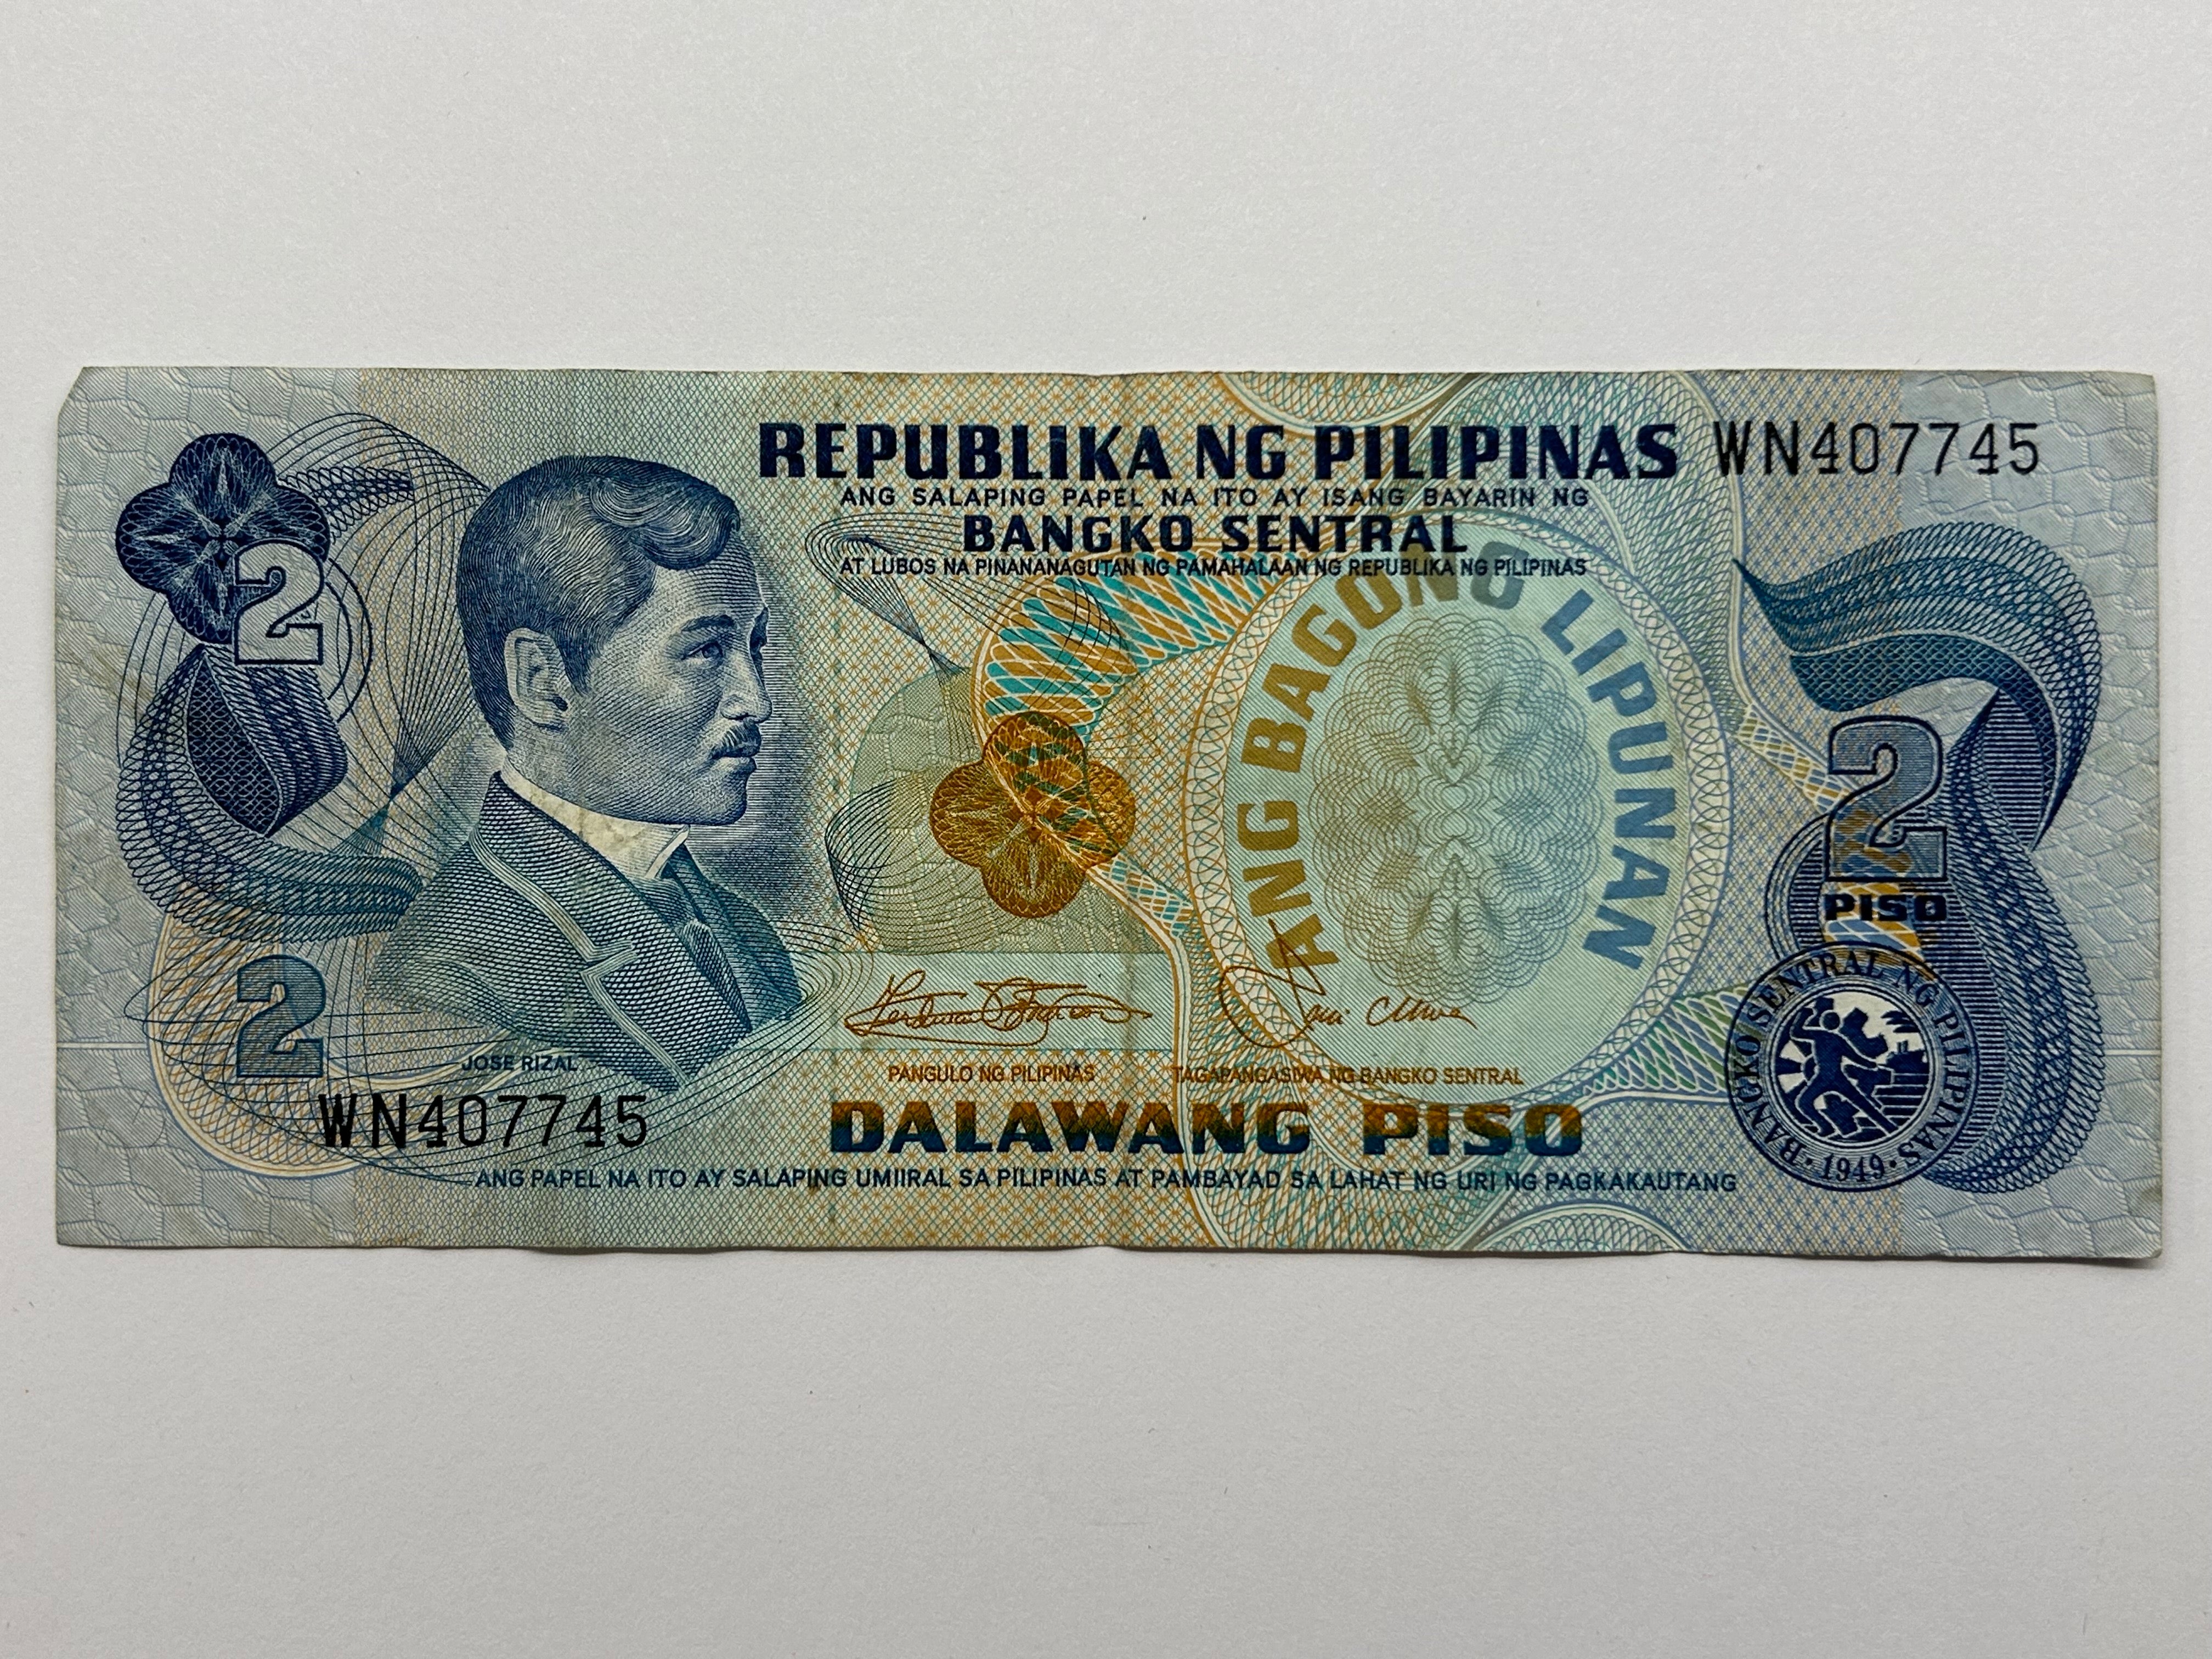 REPUBLIKA NG PILIPINAS
WN407745
ANG SALAPING PAPEL NA ITO AY ISANG BAYARIN NG
BANGKO SENTRAL
AT LUBOS NA PINANANAGUTAN NG PAMAHALAAN NG REPUBLIKA NG PILIPINAS
2
ANG BAGONG LIPUNAN
2
PISO
2
JOSE RIZAL
PANGULO NG PILIPINAS
TAGAPANGASIWA NG BANGKO SENTRAL
BANGKO SENTRAL NG PILIPINAS
1949
WN407745
DALAWANG PISO
ANG PAPEL NA ITO AY SALAPING UMIIRAL SA PILIPINAS AT PAMBAYAD SA LAHAT NG URI NG PAGKAKAUTANG